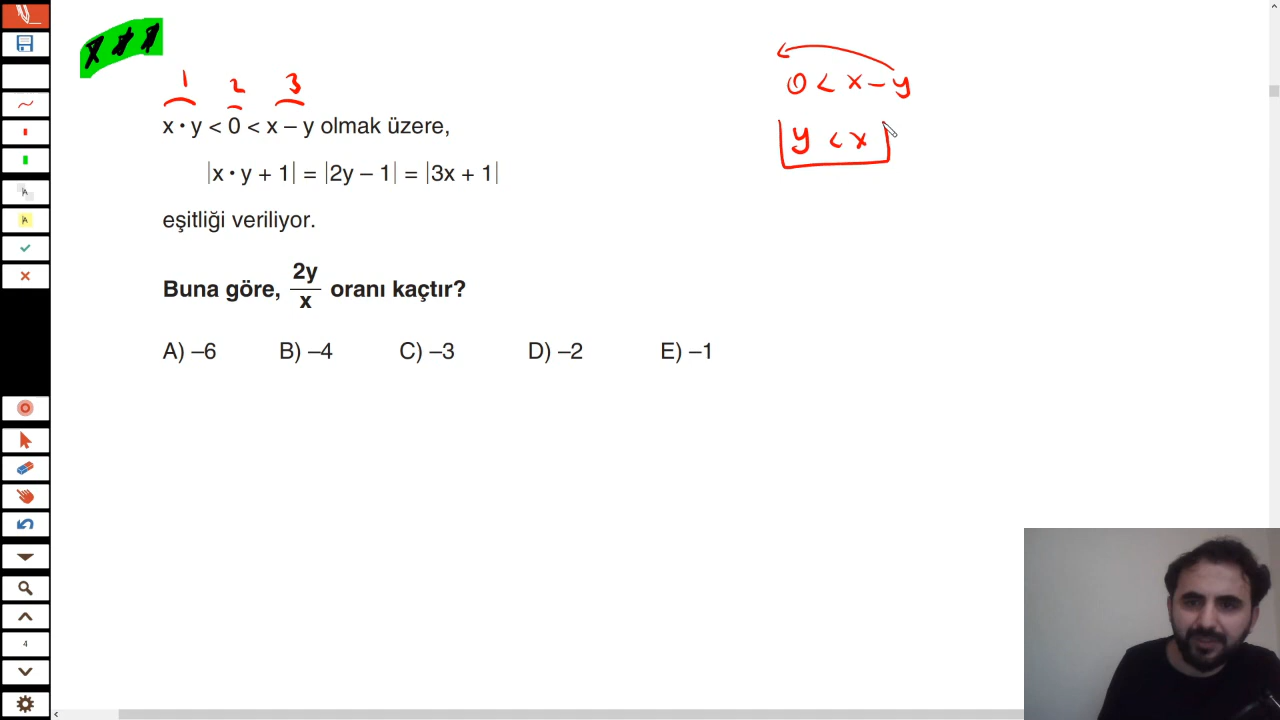 1 2 3
x • y < 0 < x – y olmak üzere,
|x • y + 1| = |2y – 1| = |3x + 1|
eşitliği veriliyor.
Buna göre, 2y/x oranı kaçtır?
A) –6 B) –4 C) –3 D) –2 E) –1
0 < x – y
y < x
A
A
4